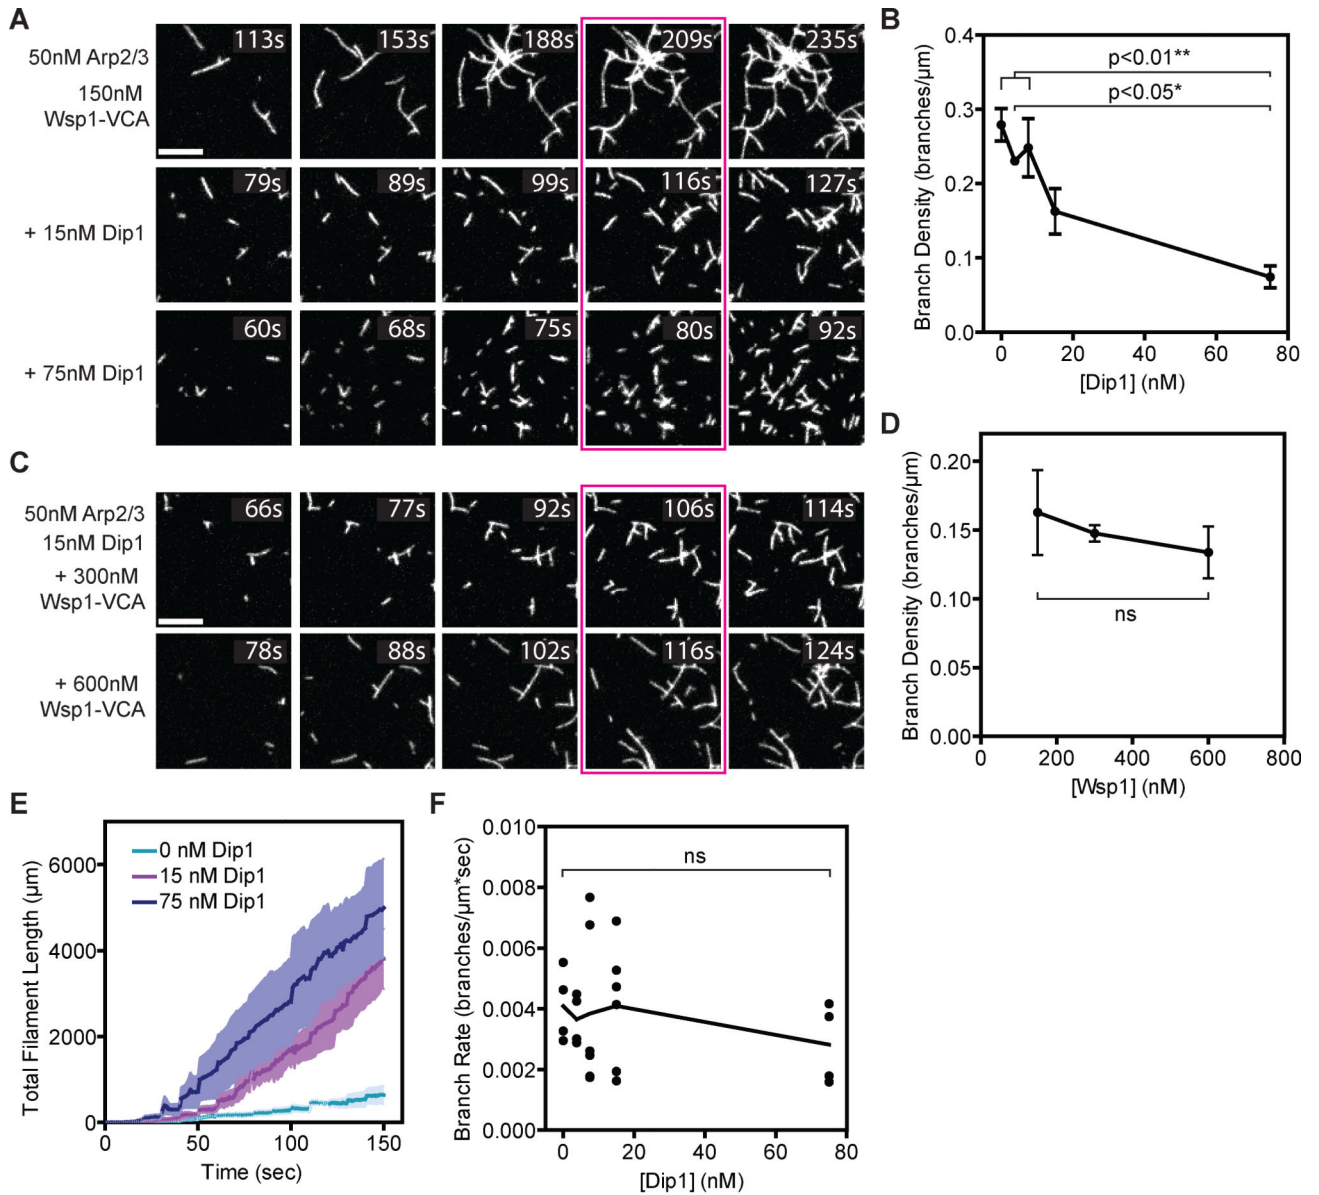 A
50nm Arp2/3
150nM
Wsp1-VCA
113s
153s
188s
209s
235s
+ 15nM Dip1
79s
89s
99s
116s
127s
+ 75nM Dip1
60s
68s
75s
80s
92s
B
Branch Density (branches/µm)
0.4
0.3
0.2
0.1
0.0
p<0.01**
p<0.05*
0
20
40
60
80
[Dip1] (nM)
C
50nM Arp2/3
15nM Dip1
+ 300nM
Wsp1-VCA
66s
77s
92s
106s
114s
+ 600nM
Wsp1-VCA
78s
88s
102s
116s
124s
D
Branch Density (branches/µm)
0.20
0.15
0.10
0.05
0.00
ns
0
200
400
600
800
[Wsp1] (nM)
E
Total Filament Length (µm)
6000
4000
2000
0
0 nM Dip1
15 nM Dip1
75 nM Dip1
0
50
100
150
Time (sec)
F
Branch Rate (branches/µm*sec)
0.010
0.008
0.006
0.004
0.002
0.000
ns
0
20
40
60
80
[Dip1] (nM)